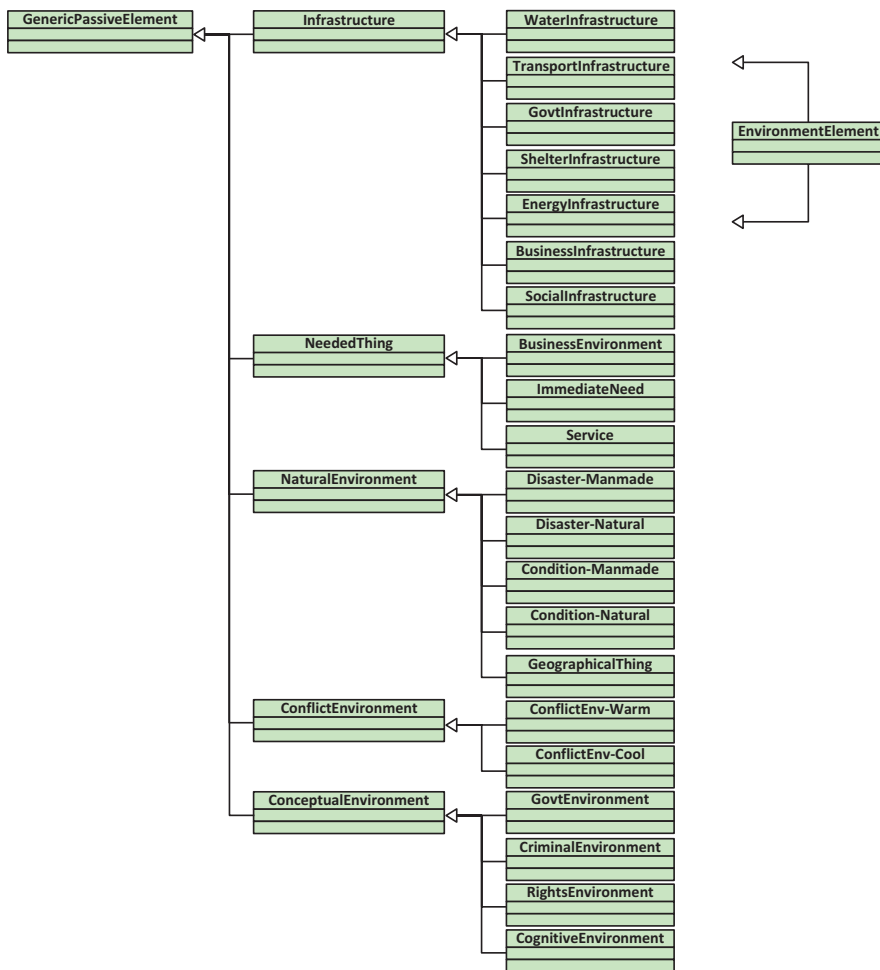 GenericPassiveElement
Infrastructure
WaterInfrastructure
TransportInfrastructure
GovtInfrastructure
EnvironmentElement
ShelterInfrastructure
EnergyInfrastructure
BusinessInfrastructure
SocialInfrastructure
NeededThing
BusinessEnvironment
ImmediateNeed
Service
NaturalEnvironment
Disaster-Manmade
Disaster-Natural
Condition-Manmade
Condition-Natural
GeographicalThing
ConflictEnvironment
ConflictEnv-Warm
ConflictEnv-Cool
ConceptualEnvironment
GovtEnvironment
CriminalEnvironment
RightsEnvironment
CognitiveEnvironment